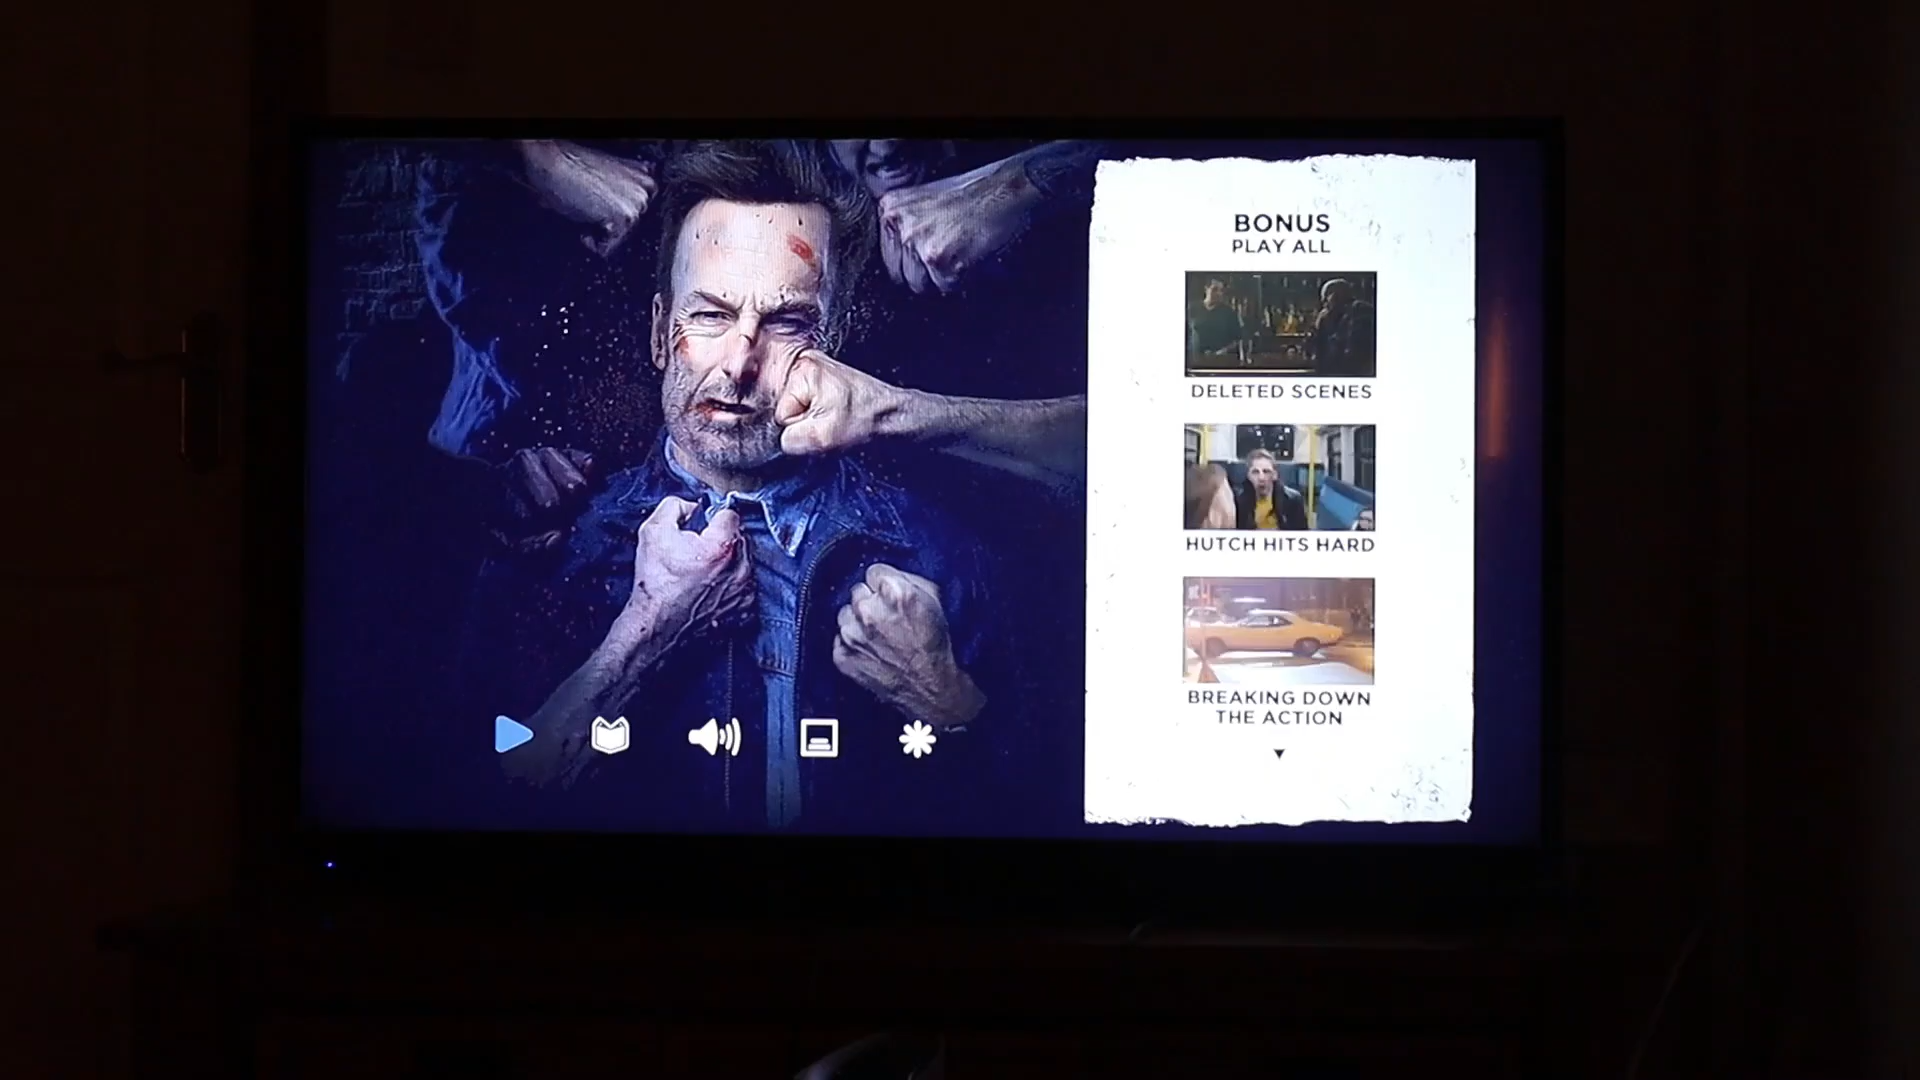 BONUS
PLAY ALL
DELETED SCENES
HUTCH HITS HARD
BREAKING DOWN
THE ACTION